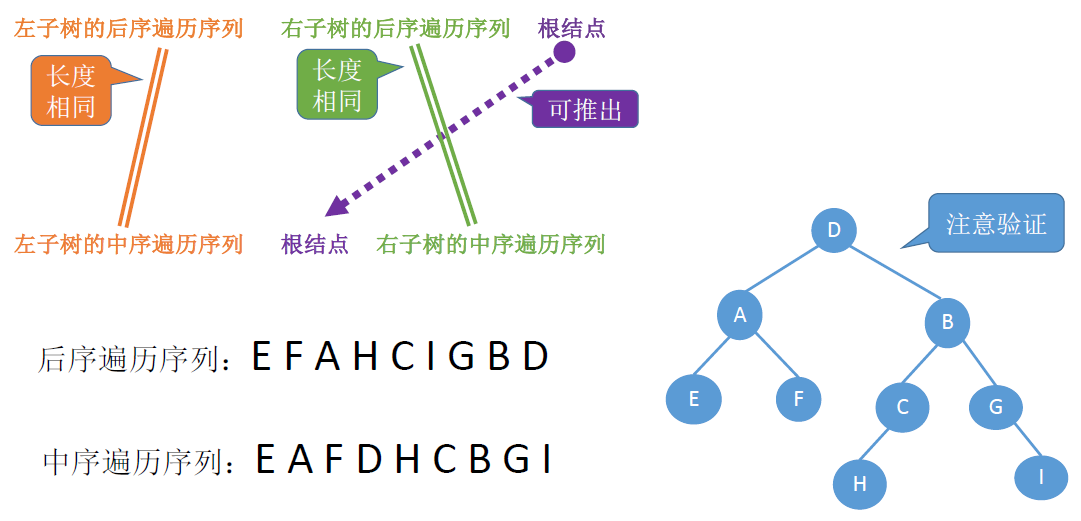 左子树的后序遍历序列 右子树的后序遍历序列 根结点
长度
相同
长度
相同
可推出
左子树的中序遍历序列 根结点 右子树的中序遍历序列
注意验证
D
A
B
E
F
C
G
H
I
后序遍历序列：E F A H C I G B D
中序遍历序列：E A F D H C B G I